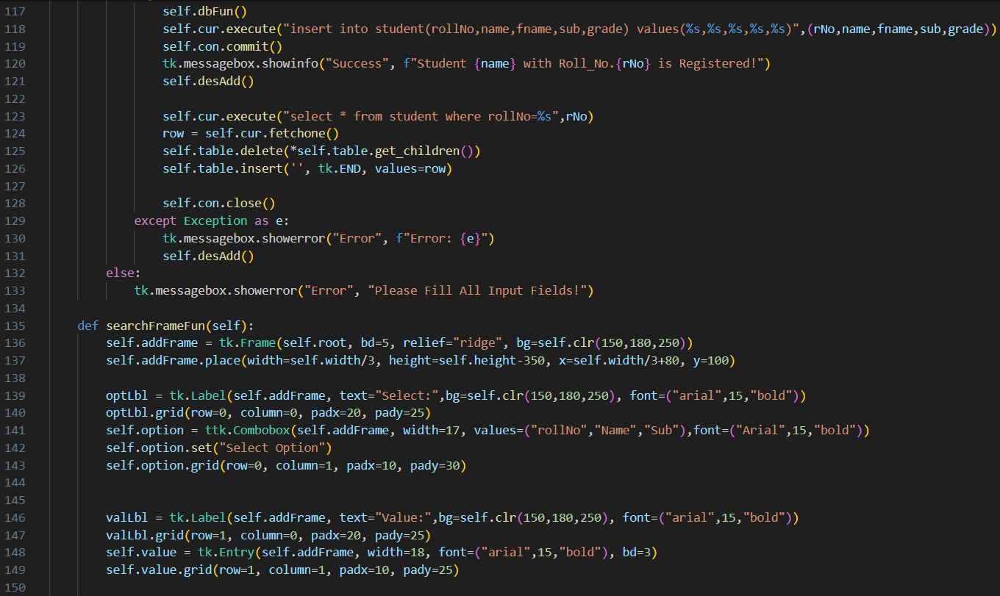 117 self.dbFun()
118 self.cur.execute("insert into student(rollNo,name,fname,sub,grade) values(%s,%s,%s,%s,%s)",(rNo,name,fname,sub,grade))
119 self.con.commit()
120 tk.messagebox.showinfo("Success", f"Student {name} with Roll_No.{rNo} is Registered!")
121 self.desAdd()
122
123 self.cur.execute("select * from student where rollNo=%s",rNo)
124 row = self.cur.fetchone()
125 self.table.delete(*self.table.get_children())
126 self.table.insert('', tk.END, values=row)
127
128 self.con.close()
129 except Exception as e:
130 tk.messagebox.showerror("Error", f"Error: {e}")
131 self.desAdd()
132 else:
133 tk.messagebox.showerror("Error", "Please Fill All Input Fields!")
134
135 def searchFrameFun(self):
136 self.addFrame = tk.Frame(self.root, bd=5, relief="ridge", bg=self.clr(150,180,250))
137 self.addFrame.place(width=self.width/3, height=self.height-350, x=self.width/3+80, y=100)
138
139 optLbl = tk.Label(self.addFrame, text="Select:",bg=self.clr(150,180,250), font=("arial",15,"bold"))
140 optLbl.grid(row=0, column=0, padx=20, pady=25)
141 self.option = ttk.Combobox(self.addFrame, width=17, values=("rollNo","Name","Sub"),font=("Arial",15,"bold"))
142 self.option.set("Select Option")
143 self.option.grid(row=0, column=1, padx=10, pady=30)
144
145
146 valLbl = tk.Label(self.addFrame, text="Value:",bg=self.clr(150,180,250), font=("arial",15,"bold"))
147 valLbl.grid(row=1, column=0, padx=20, pady=25)
148 self.value = tk.Entry(self.addFrame, width=18, font=("arial",15,"bold"), bd=3)
149 self.value.grid(row=1, column=1, padx=10, pady=25)
150